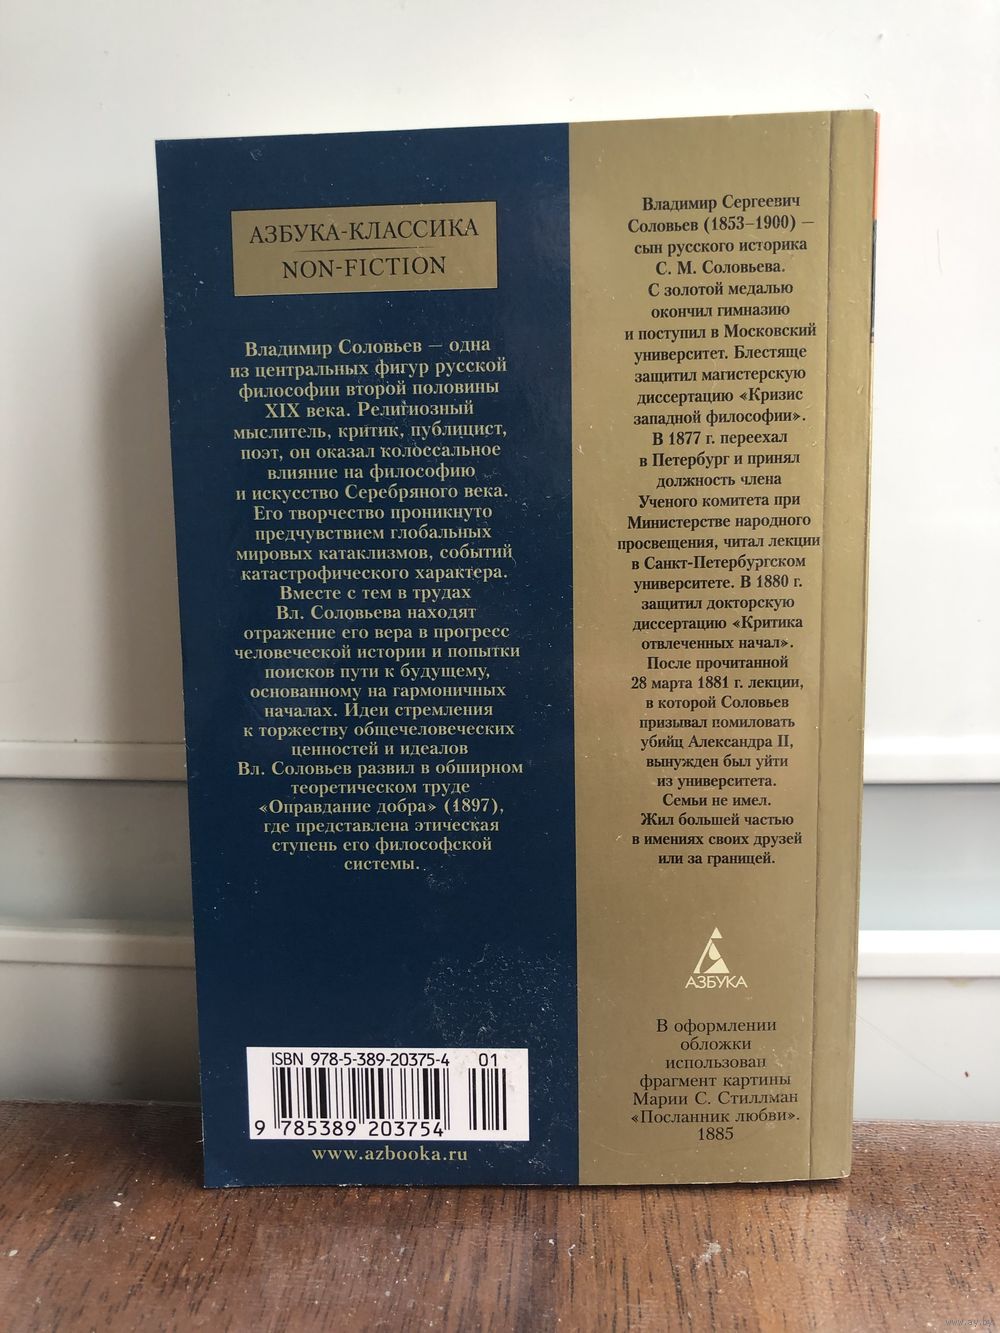 АЗБУКА-КЛАССИКА
NON-FICTION
Владимир Соловьев — одна
из центральных фигур русской
философии второй половины
XIX века. Религиозный
мыслитель, критик, публицист,
поэт, он оказал колоссальное
влияние на философию
и искусство Серебряного века.
Его творчество проникнуто
предчувствием глобальных
мировых катаклизмов, событий
катастрофического характера.
Вместе с тем в трудах
Вл. Соловьева находят
отражение его вера в прогресс
человеческой истории и попытки
поисков пути к будущему,
основанному на гармоничных
началах. Идеи стремления
к торжеству общечеловеческих
ценностей и идеалов
Вл. Соловьев развил в обширном
теоретическом труде
«Оправдание добра» (1897),
где представлена этическая
ступень его философской
системы.
ISBN 978-5-389-20375-4
01
9 785389 203754
www.azbooka.ru
Владимир Сергеевич
Соловьев (1853–1900) —
сын русского историка
С. М. Соловьева.
С золотой медалью
окончил гимназию
и поступил в Московский
университет. Блестяще
защитил магистерскую
диссертацию «Кризис
западной философии».
В 1877 г. переехал
в Петербург и принял
должность члена
Ученого комитета при
Министерстве народного
просвещения, читал лекции
в Санкт-Петербургском
университете. В 1880 г.
защитил докторскую
диссертацию «Критика
отвлеченных начал».
После прочитанной
28 марта 1881 г. лекции,
в которой Соловьев
призывал помиловать
убийц Александра II,
вынужден был уйти
из университета.
Семьи не имел.
Жил большей частью
в имениях своих друзей
или за границей.
АЗБУКА
В оформлении
обложки
использован
фрагмент картины
Марии С. Стиллман
«Посланник любви».
1885
www.ay.by